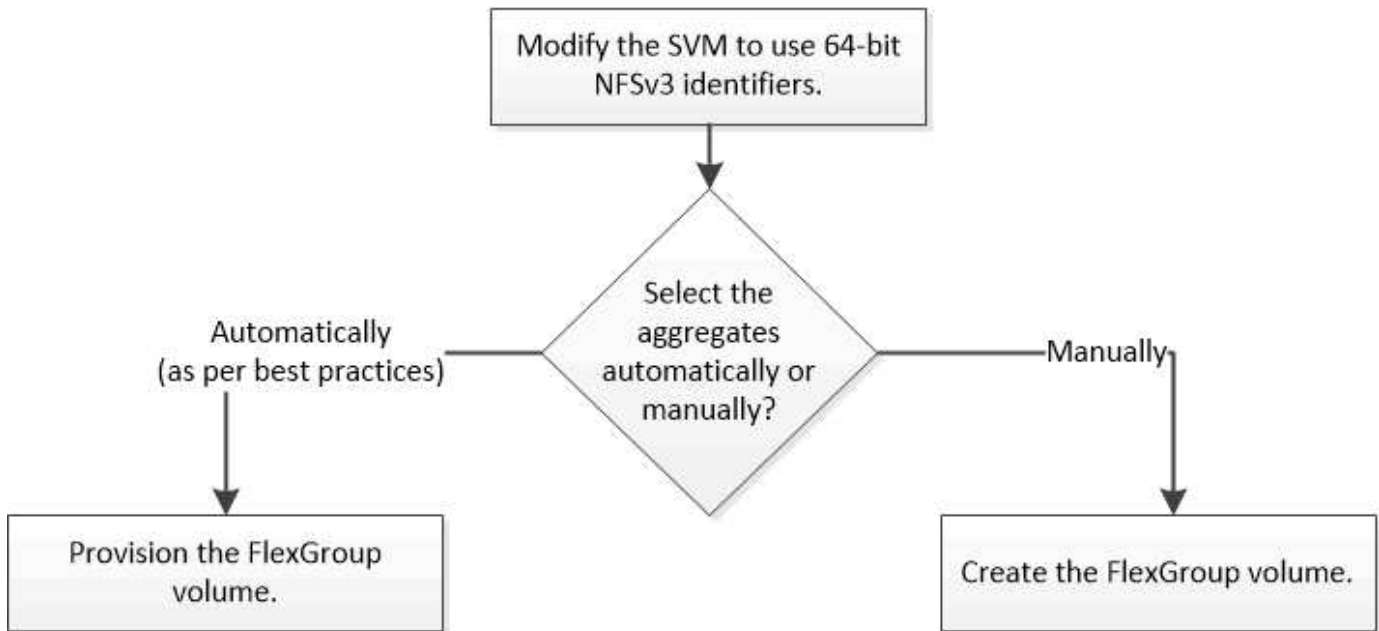 Modify the SVM to use 64-bit
NFSv3 identifiers.
Select the
aggregates
automatically or
manually?
Automatically
(as per best practices)
Manually
Provision the FlexGroup
volume.
Create the FlexGroup volume.